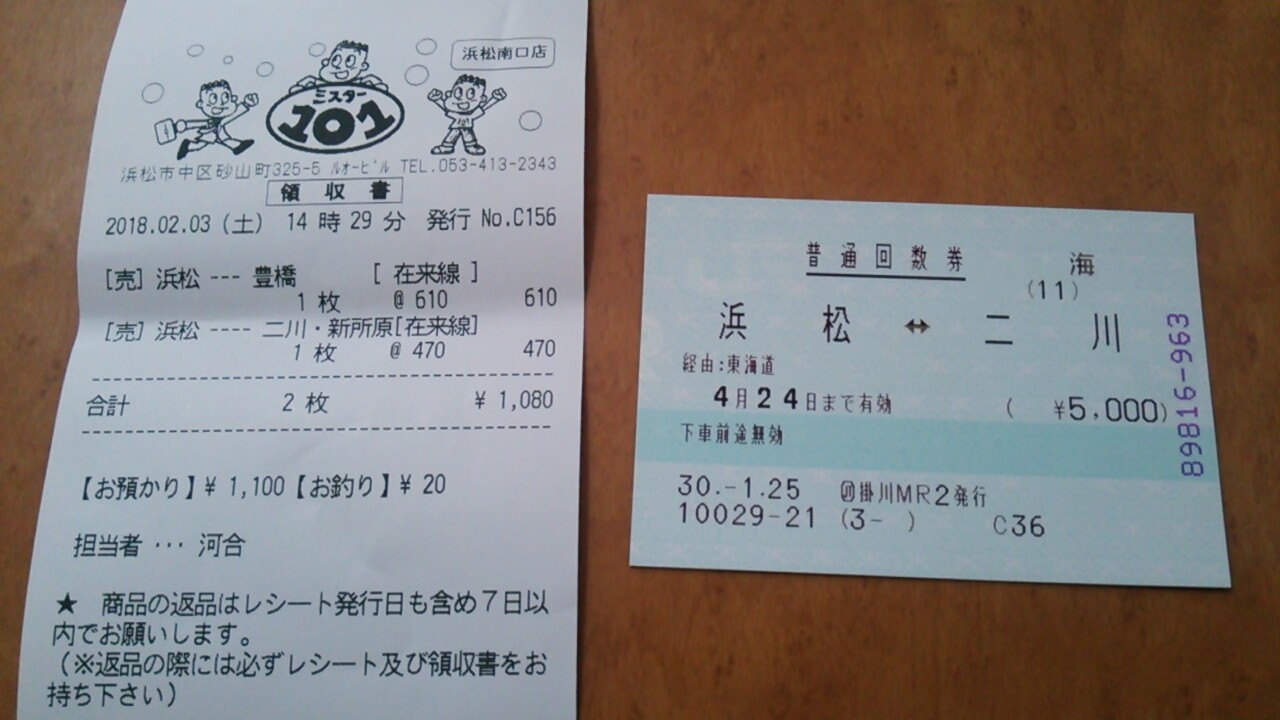 浜松南口店
ミスター
101
浜松市中区砂山町325-5 ルオービル TEL.053-413-2343
領収書
2018.02.03 (土) 14時29分 発行 No.C156
[売] 浜松 --- 豊橋 [ 在来線 ]
1 枚 @ 610 610
[売] 浜松 ---- 二川・新所原[在来線]
1 枚 @ 470 470
合計 2 枚 ¥ 1,080
【お預かり】¥ 1,100【お釣り】¥ 20
担当者 … 河合
★ 商品の返品はレシート発行日も含め7日以
内でお願いします。
(※返品の際には必ずレシート及び領収書をお
持ち下さい)
普通回数券 海
(11)
浜 松 ↔ 二 川
経由:東海道
4月24日まで有効 ( ¥5,000)
下車前途無効
30.-1.25 掛川MR2発行
10029-21 (3- ) C36
89816-963